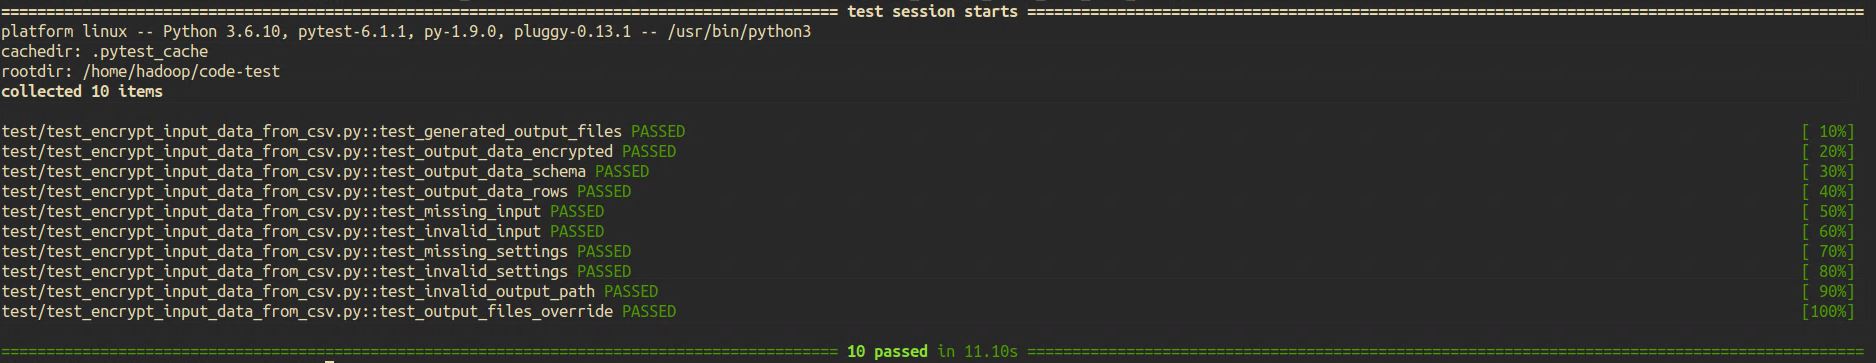 ============================================================================================= test session starts =============================================================================================
platform linux -- Python 3.6.10, pytest-6.1.1, py-1.9.0, pluggy-0.13.1 -- /usr/bin/python3
cachedir: .pytest_cache
rootdir: /home/hadoop/code-test
collected 10 items
test/test_encrypt_input_data_from_csv.py::test_generated_output_files PASSED [ 10%]
test/test_encrypt_input_data_from_csv.py::test_output_data_encrypted PASSED [ 20%]
test/test_encrypt_input_data_from_csv.py::test_output_data_schema PASSED [ 30%]
test/test_encrypt_input_data_from_csv.py::test_output_data_rows PASSED [ 40%]
test/test_encrypt_input_data_from_csv.py::test_missing_input PASSED [ 50%]
test/test_encrypt_input_data_from_csv.py::test_invalid_input PASSED [ 60%]
test/test_encrypt_input_data_from_csv.py::test_missing_settings PASSED [ 70%]
test/test_encrypt_input_data_from_csv.py::test_invalid_settings PASSED [ 80%]
test/test_encrypt_input_data_from_csv.py::test_invalid_output_path PASSED [ 90%]
test/test_encrypt_input_data_from_csv.py::test_output_files_override PASSED [100%]
============================================================================================= 10 passed in 11.10s =============================================================================================